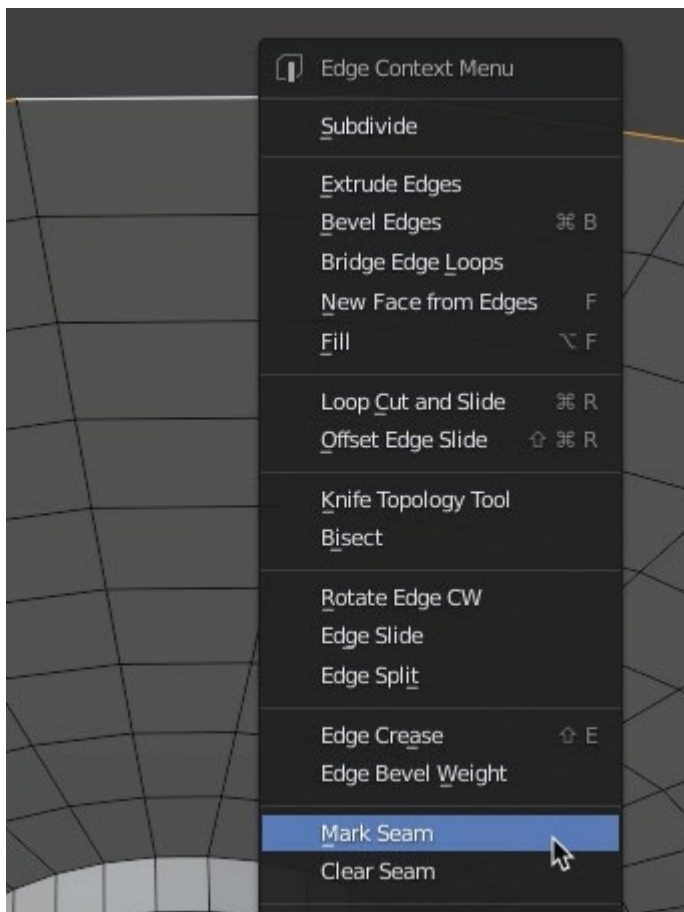 Edge Context Menu
Subdivide
Extrude Edges
Bevel Edges ⌘ B
Bridge Edge Loops
New Face from Edges F
Fill ⌥ F
Loop Cut and Slide ⌘ R
Offset Edge Slide ⇧ ⌘ R
Knife Topology Tool
Bisect
Rotate Edge CW
Edge Slide
Edge Split
Edge Crease ⇧ E
Edge Bevel Weight
Mark Seam
Clear Seam